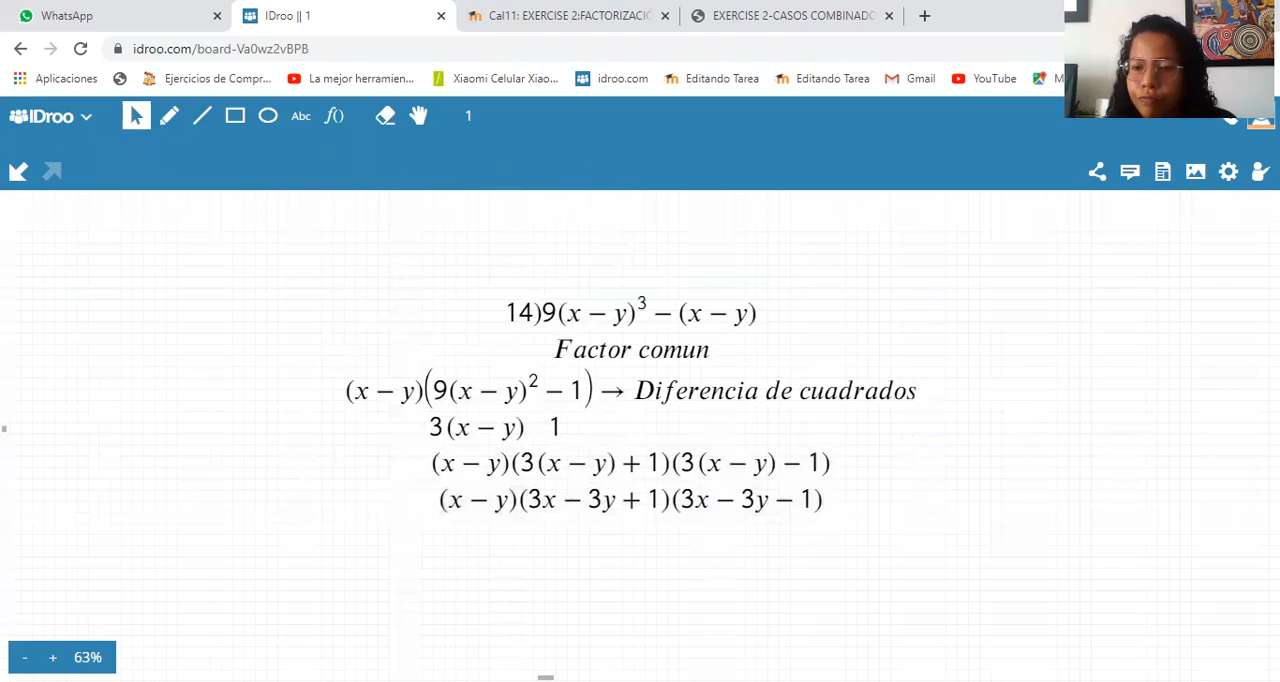 WhatsApp
IDroo || 1
Cal11: EXERCISE 2:FACTORIZACIÓ
EXERCISE 2-CASOS COMBINADO
idroo.com/board-Va0wz2vBPB
Aplicaciones
Ejercicios de Compr...
La mejor herramien...
Xiaomi Celular Xiao...
idroo.com
Editando Tarea
Editando Tarea
Gmail
YouTube
M
IDroo
Abc
f()
1
14)9(x − y)³ − (x − y)
Factor comun
(x − y)(9(x − y)² − 1) → Diferencia de cuadrados
3(x − y) 1
(x − y)(3(x − y) + 1)(3(x − y) − 1)
(x − y)(3x − 3y + 1)(3x − 3y − 1)
- + 63%